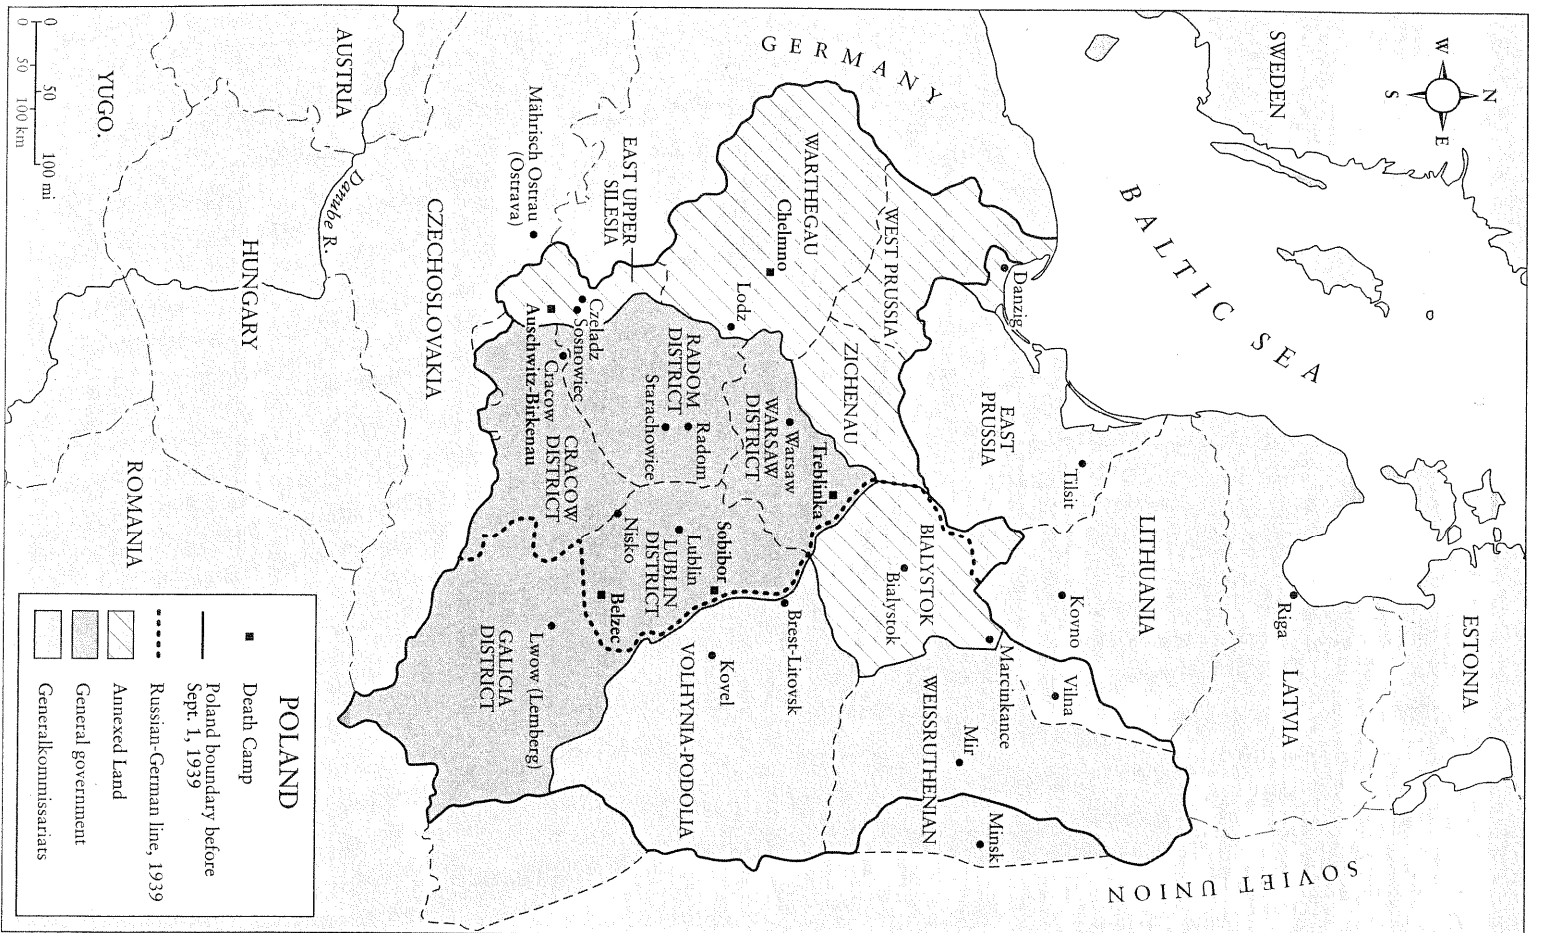 SWEDEN
N
W
E
S
BALTIC SEA
ESTONIA
Riga
LATVIA
SOVIET UNION
LITHUANIA
Tilsit
Kovno
Vilna
Danzig
EAST
PRUSSIA
Marcinkance
Mir
Minsk
GERMANY
WEST PRUSSIA
ZICHENAU
BIALYSTOK
Bialystok
WEISSRUTHENIAN
WARTHEGAU
Chelmno
Treblinka
Warsaw
WARSAW
DISTRICT
Brest-Litovsk
Lodz
Sobibor
Kovel
VOLHYNIA-PODOLIA
RADOM
DISTRICT
Radom
Starachowice
Lublin
LUBLIN
DISTRICT
EAST UPPER
SILESIA
Nisko
Belzec
Czeladz
Sosnowiec
Cracow
CRACOW
DISTRICT
Auschwitz-Birkenau
Lwow (Lemberg)
GALICIA
DISTRICT
Mährisch Ostrau
(Ostrava)
CZECHOSLOVAKIA
AUSTRIA
Danube R.
HUNGARY
ROMANIA
YUGO.
0 50 100 mi
0 50 100 km
POLAND
Death Camp
Poland boundary before
Sept. 1, 1939
Russian-German line, 1939
Annexed Land
General government
Generalkommissariats